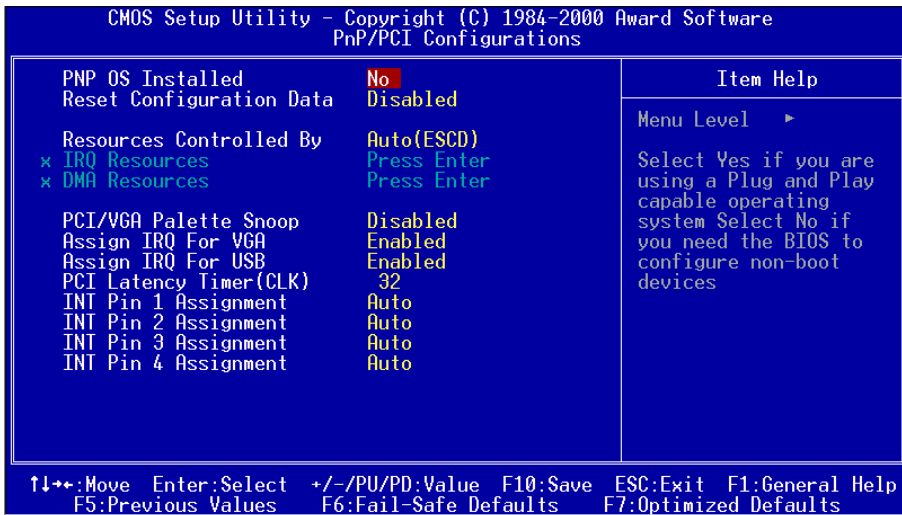 CMOS Setup Utility - Copyright (C) 1984-2000 Award Software
PnP/PCI Configurations
PNP OS Installed No
Reset Configuration Data Disabled
Resources Controlled By Auto(ESCD)
x IRQ Resources Press Enter
x DMA Resources Press Enter
PCI/VGA Palette Snoop Disabled
Assign IRQ For VGA Enabled
Assign IRQ For USB Enabled
PCI Latency Timer(CLK) 32
INT Pin 1 Assignment Auto
INT Pin 2 Assignment Auto
INT Pin 3 Assignment Auto
INT Pin 4 Assignment Auto
Item Help
Menu Level ►
Select Yes if you are
using a Plug and Play
capable operating
system Select No if
you need the BIOS to
configure non-boot
devices
↑↓→←:Move Enter:Select +/-/PU/PD:Value F10:Save ESC:Exit F1:General Help
F5:Previous Values F6:Fail-Safe Defaults F7:Optimized Defaults